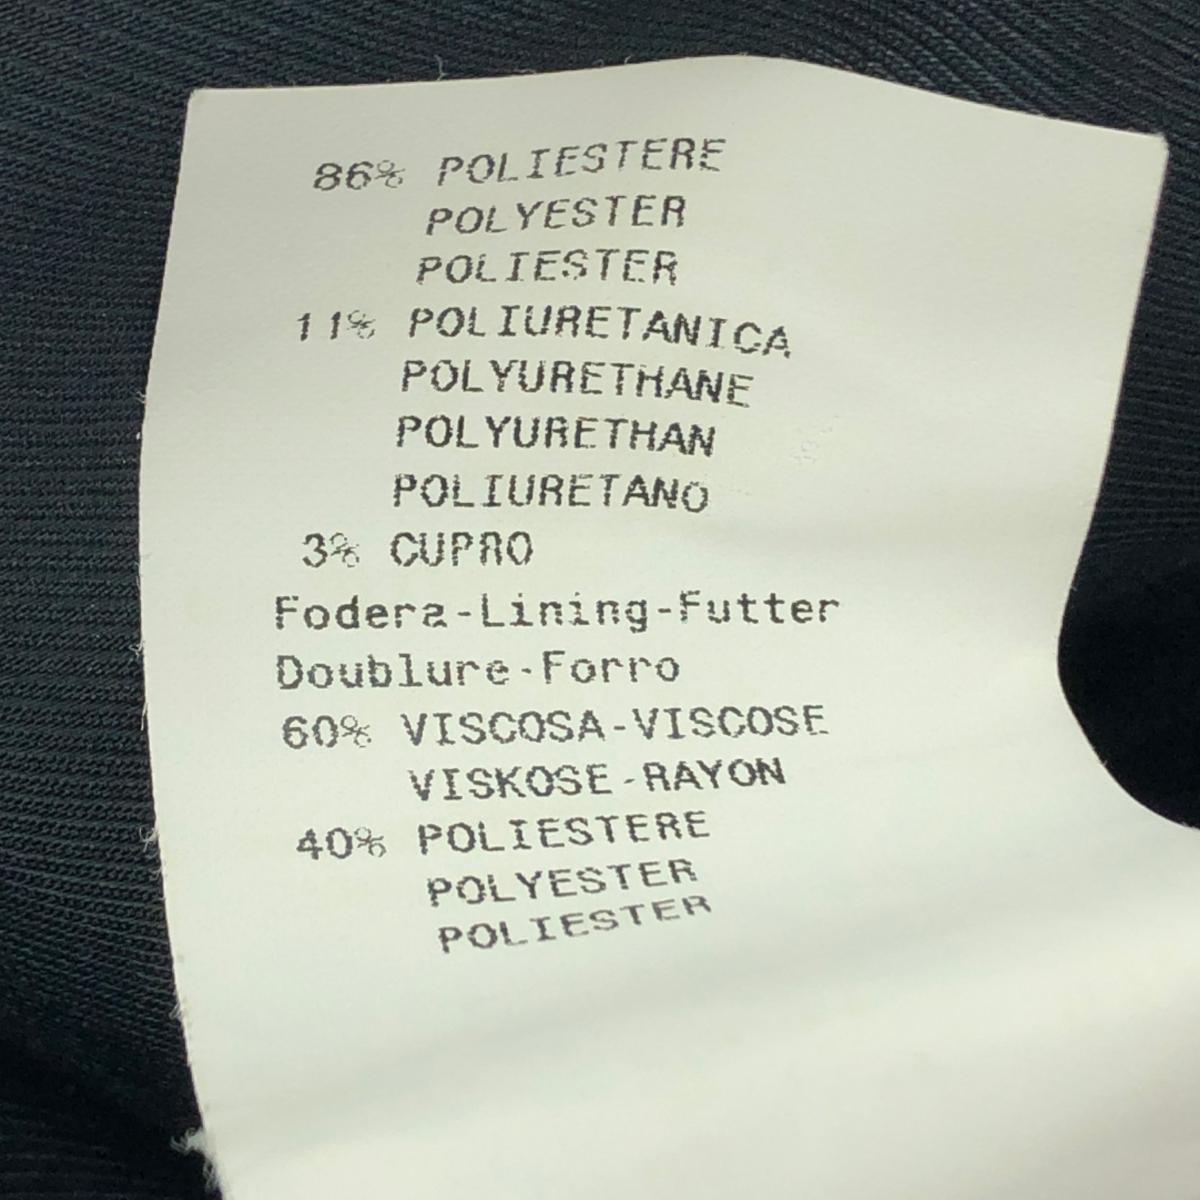 86% POLIESTERE
POLYESTER
POLIESTER
11% POLIURETANICA
POLYURETHANE
POLYURETHAN
POLIURETANO
3% CUPRO
Fodera-Lining-Futter
Doublure-Forro
60% VISCOSA-VISCOSE
VISKOSE-RAYON
40% POLIESTERE
POLYESTER
POLIESTER